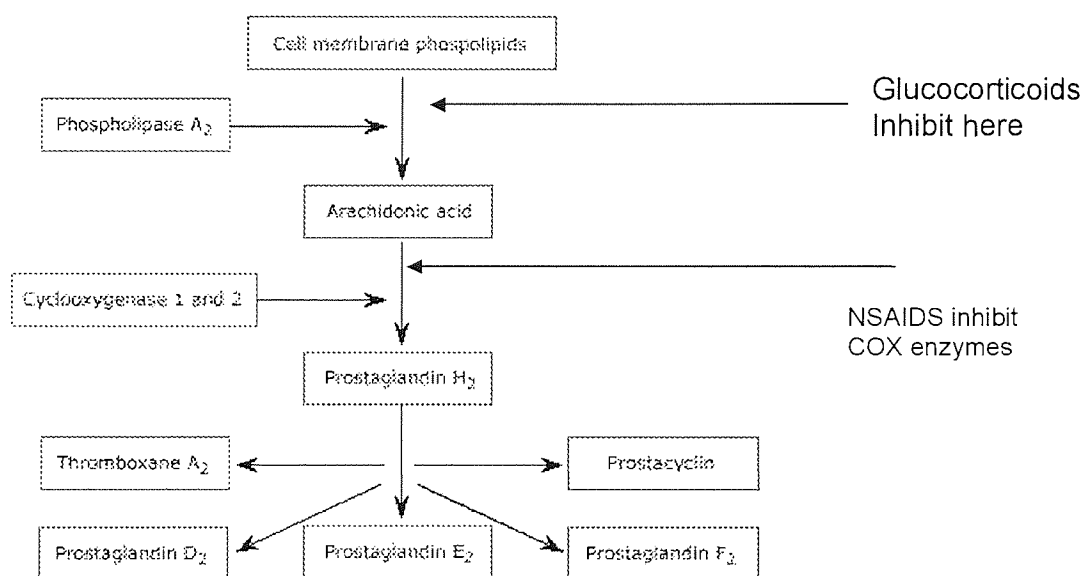 Cell membrane phospolipids
Glucocorticoids
Inhibit here
Phospholipase A₂
Arachidonic acid
Cyclooxygenase 1 and 2
NSAIDS inhibit
COX enzymes
Prostaglandin H₂
Thromboxane A₂
Prostacyclin
Prostaglandin D₂
Prostaglandin E₂
Prostaglandin F₂